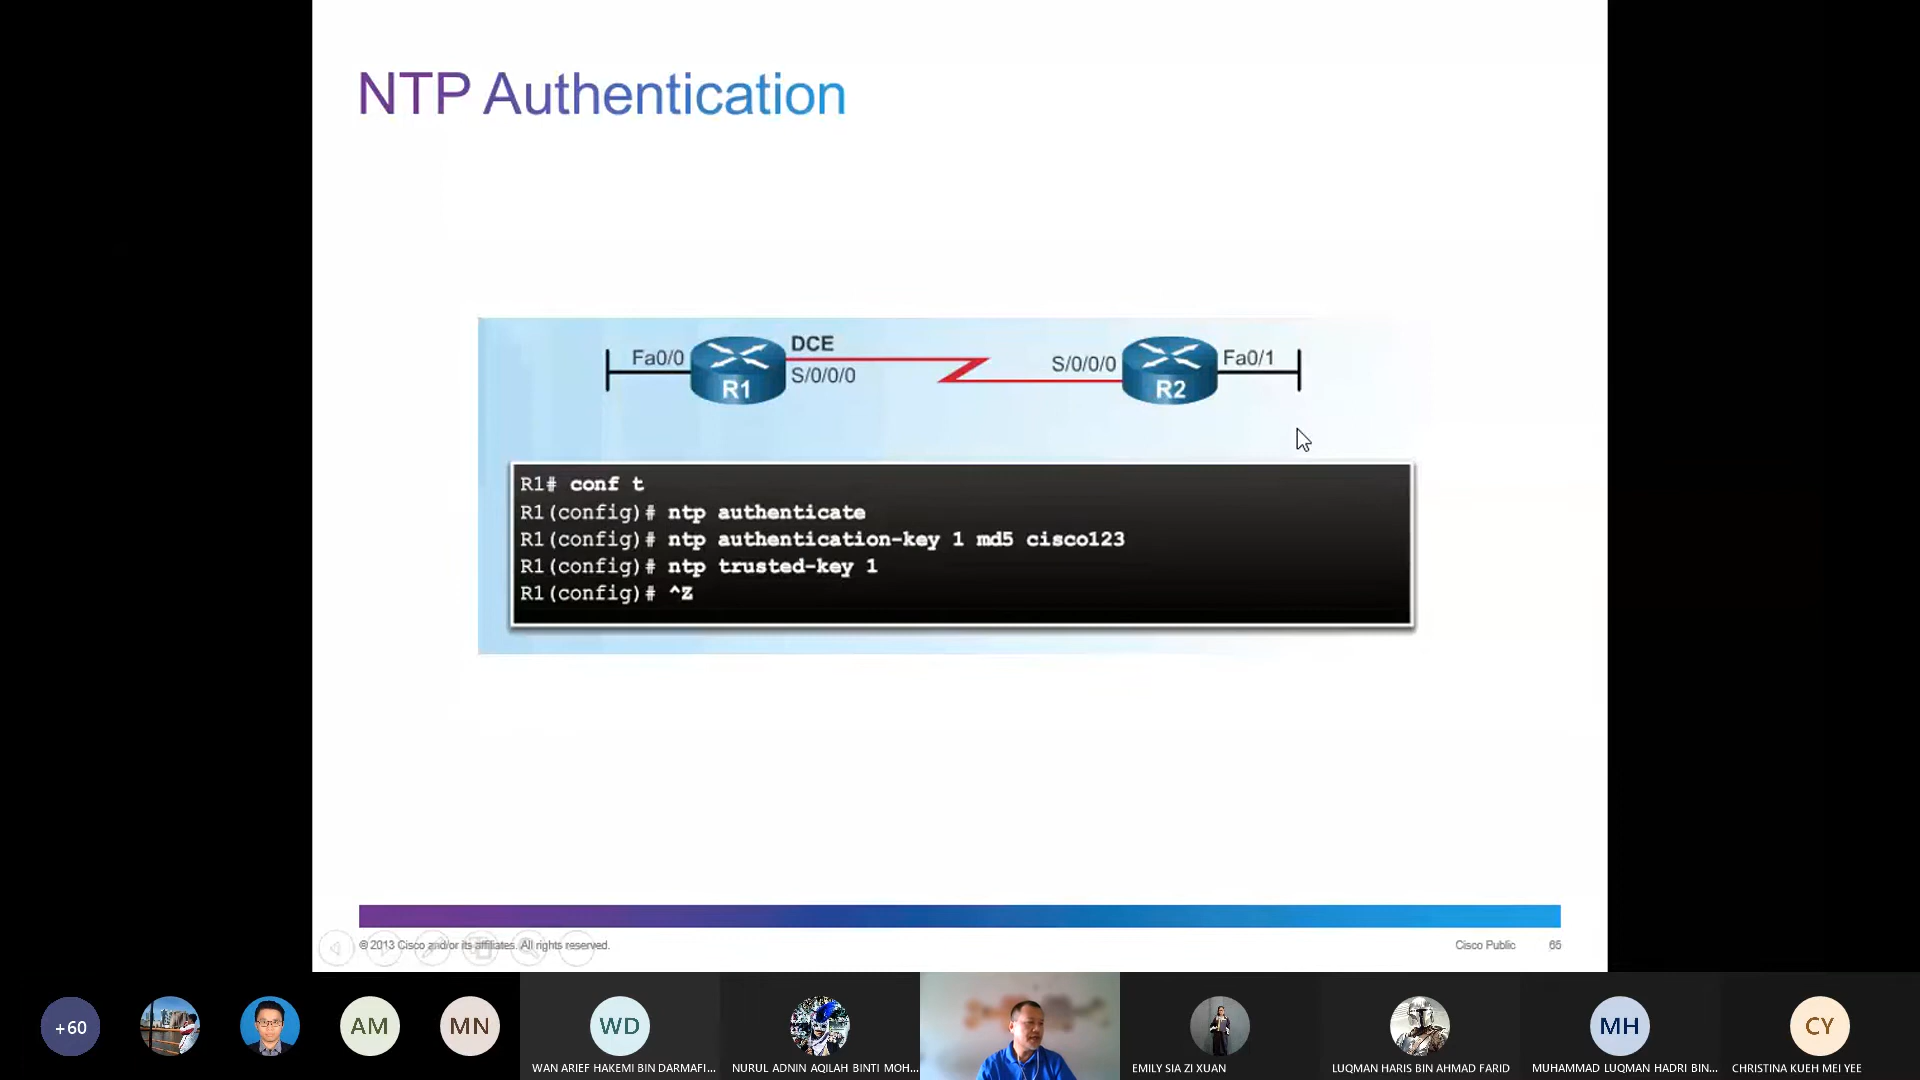 NTP Authentication
Fa0/0
DCE
S/0/0/0
R1
S/0/0/0
R2
Fa0/1
R1# conf t
R1(config)# ntp authenticate
R1(config)# ntp authentication-key 1 md5 cisco123
R1(config)# ntp trusted-key 1
R1(config)# ^Z
© 2013 Cisco and/or its affiliates. All rights reserved.
Cisco Public
65
+60
AM
MN
WD
MH
CY
WAN ARIEF HAKEMI BIN DARMAFI...
NURUL ADNIN AQILAH BINTI MOH...
EMILY SIA ZI XUAN
LUQMAN HARIS BIN AHMAD FARID
MUHAMMAD LUQMAN HADRI BIN...
CHRISTINA KUEH MEI YEE